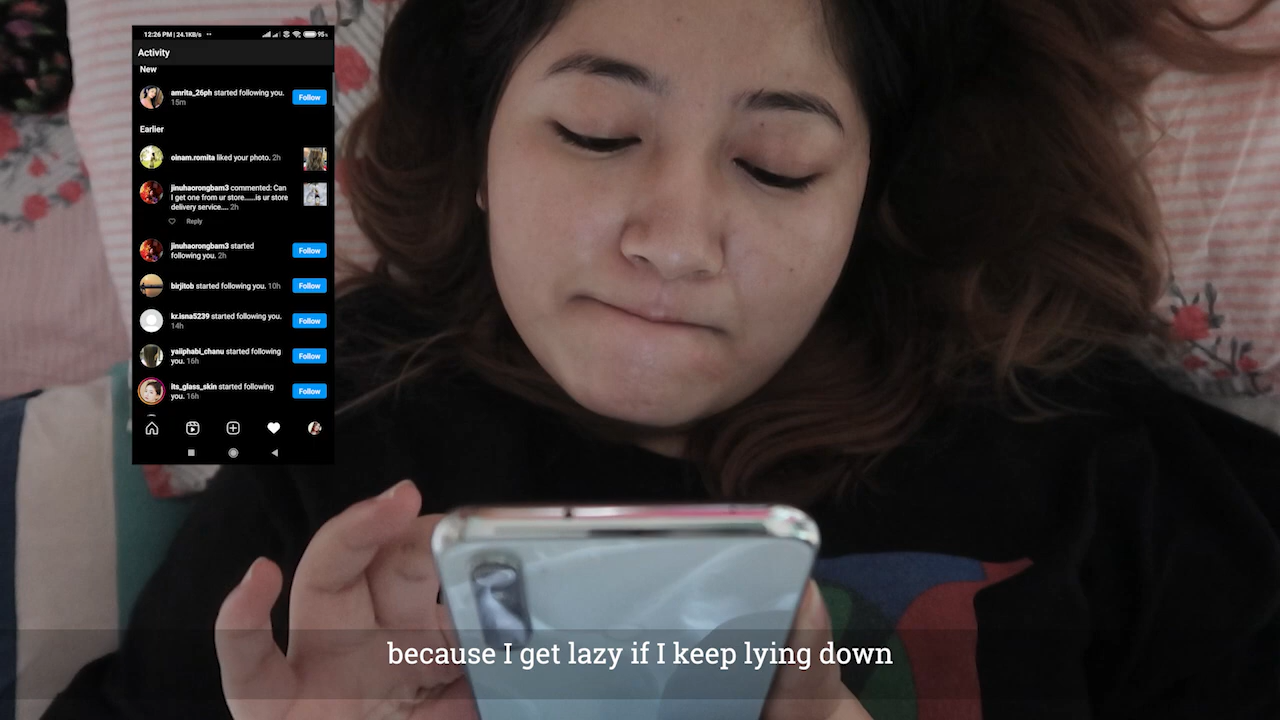 12:26 PM | 24.1KB/s
95%
Activity
New
amrita_26ph started following you.
15m
Follow
Earlier
oinam.romita liked your photo. 2h
jinuhaorongbam3 commented: Can
I get one from ur store......is ur store
delivery service.... 2h
Reply
jinuhaorongbam3 started
following you. 2h
Follow
birjitob started following you. 10h
Follow
kr.isna5239 started following you.
14h
Follow
yaiiphabi_chanu started following
you. 16h
Follow
its_glass_skin started following
you. 16h
Follow
because I get lazy if I keep lying down